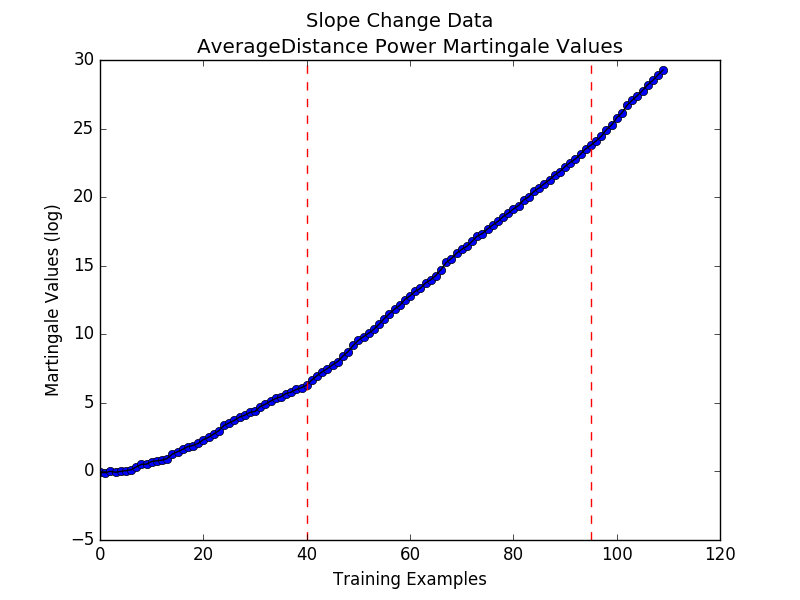 Slope Change Data
AverageDistance Power Martingale Values
30
25
20
15
10
5
0
−5
Martingale Values (log)
0 20 40 60 80 100 120
Training Examples